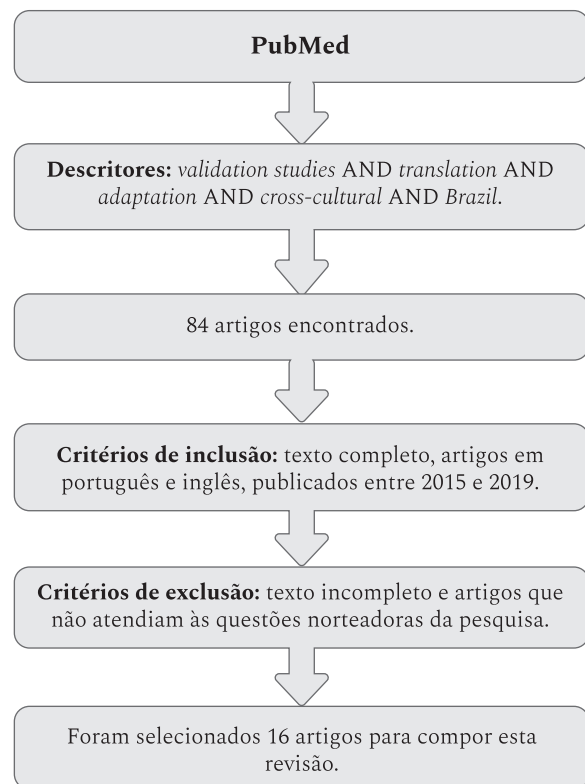 PubMed
Descritores: validation studies AND translation AND
adaptation AND cross-cultural AND Brazil.
84 artigos encontrados.
Critérios de inclusão: texto completo, artigos em
português e inglês, publicados entre 2015 e 2019.
Critérios de exclusão: texto incompleto e artigos que
não atendiam às questões norteadoras da pesquisa.
Foram selecionados 16 artigos para compor esta
revisão.